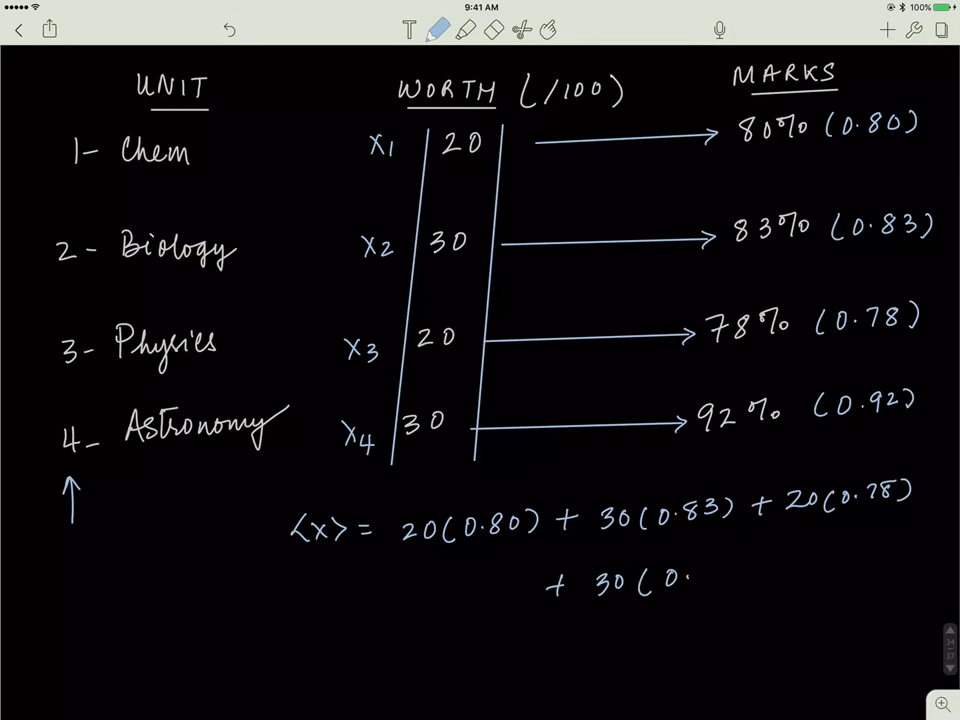 9:41 AM
100%
T
UNIT WORTH (/100) MARKS
1- Chem x1 20 80% (0.80)
2- Biology x2 30 83% (0.83)
3- Physics x3 20 78% (0.78)
4- Astronomy x4 30 92% (0.92)
⟨x⟩ = 20(0.80) + 30(0.83) + 20(0.78)
+ 30(0.